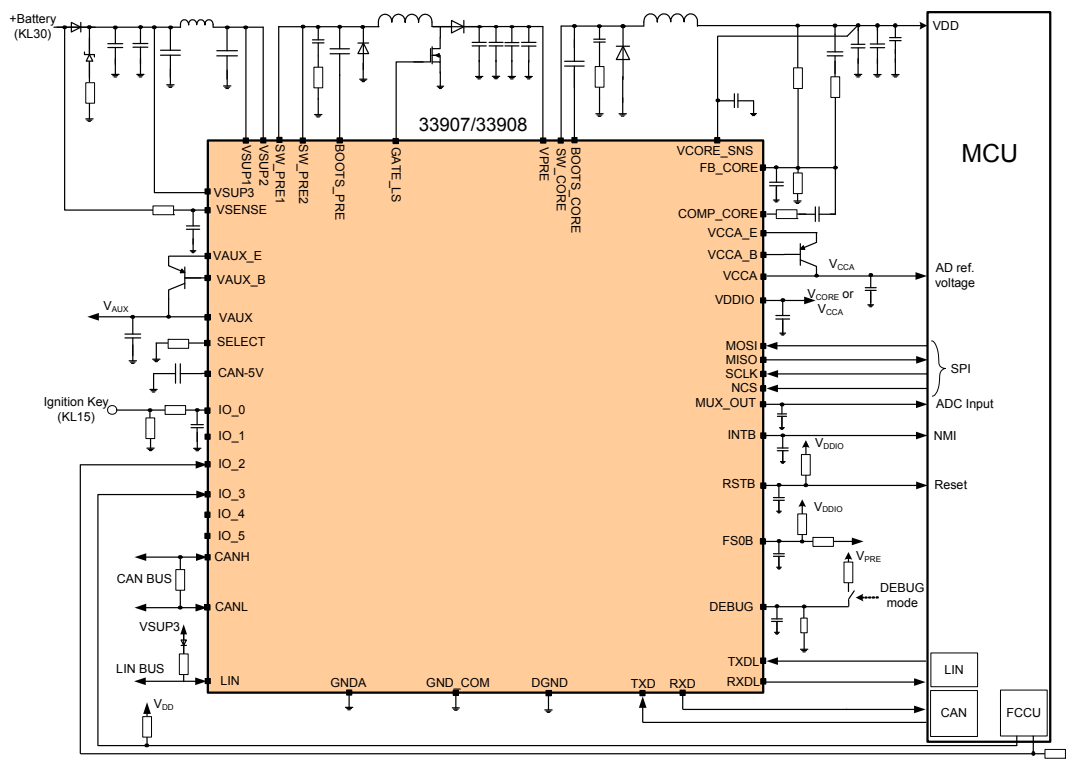 +Battery
(KL30)
33907/33908
VSUP1
VSUP2
SW_PRE1
SW_PRE2
BOOTS_PRE
GATE_LS
VPRE
SW_CORE
BOOTS_CORE
VCORE_SNS
FB_CORE
COMP_CORE
VCCA_E
VCCA_B
VCCA
VDDIO
MOSI
MISO
SCLK
NCS
MUX_OUT
INTB
RSTB
FS0B
DEBUG
TXDL
RXDL
VSUP3
VSENSE
VAUX_E
VAUX_B
VAUX
SELECT
CAN-5V
IO_0
IO_1
IO_2
IO_3
IO_4
IO_5
CANH
CANL
LIN
GNDA
GND_COM
DGND
TXD
RXD
VAUX
Ignition Key
(KL15)
CAN BUS
VSUP3
LIN BUS
VDD
VCCA
VCORE or
VCCA
VDDIO
VDDIO
VPRE
DEBUG
mode
VDD
MCU
AD ref.
voltage
SPI
ADC Input
NMI
Reset
LIN
CAN
FCCU